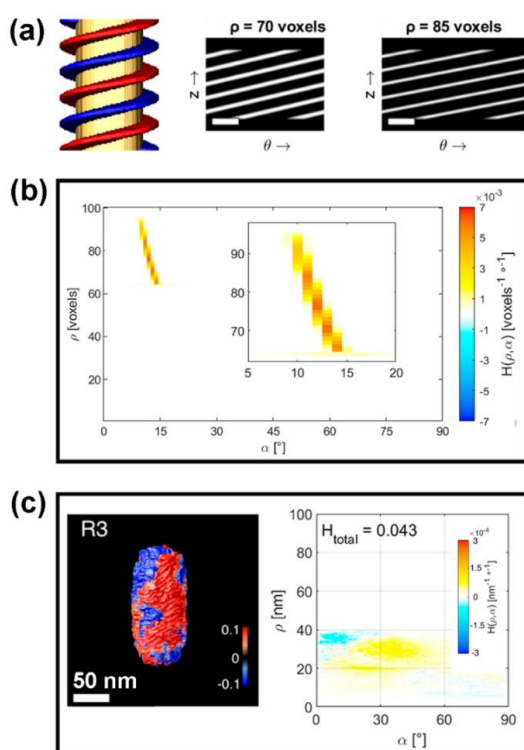 (a)
ρ = 70 voxels
ρ = 85 voxels
z →
z →
θ →
θ →
(b)
100
80
60
40
20
0
ρ [voxels]
0 15 30 45 60 75 90
α [°]
90
80
70
5 10 15 20
×10⁻³
7
5
3
1
-1
-3
-5
-7
H(ρ,α) [voxels⁻¹ °⁻¹]
(c)
R3
0.1
0
-0.1
50 nm
H_total = 0.043
100
80
60
40
20
0
ρ [nm]
0 30 60 90
α [°]
×10⁻⁴
3
1.5
0
-1.5
-3
H(ρ,α) [nm⁻¹ °⁻¹]